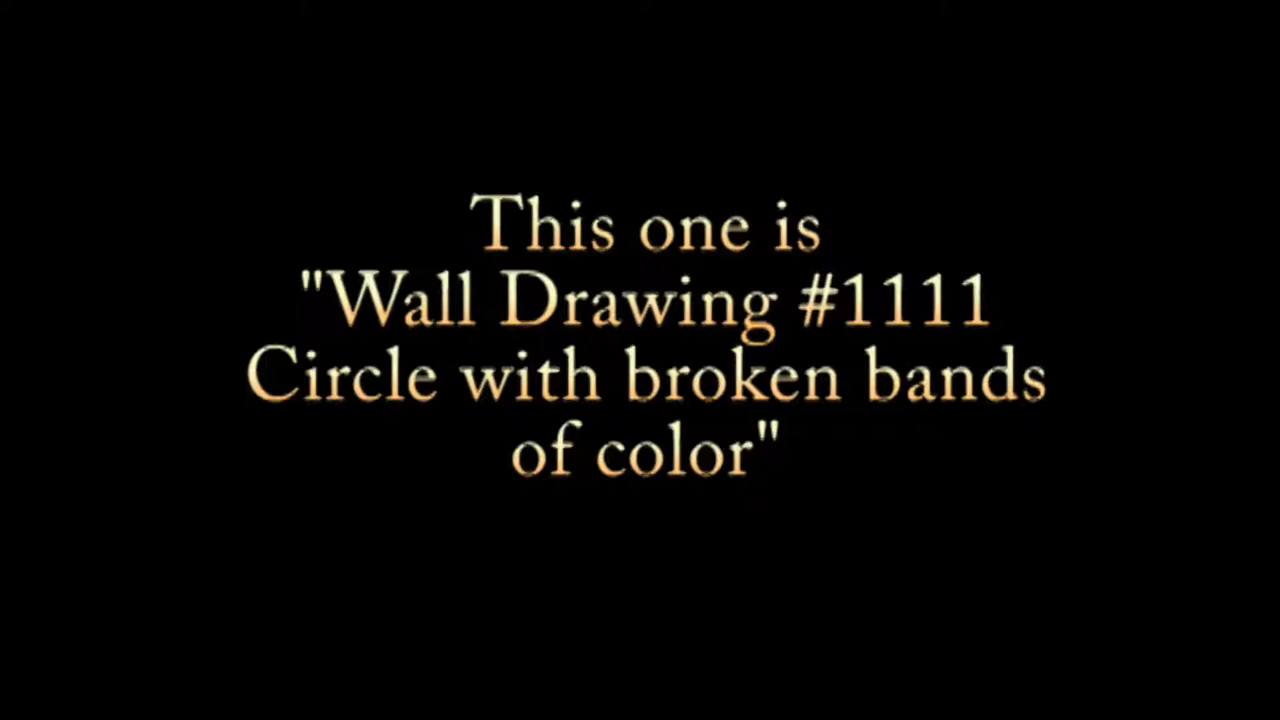 This one is
"Wall Drawing #1111
Circle with broken bands
of color"